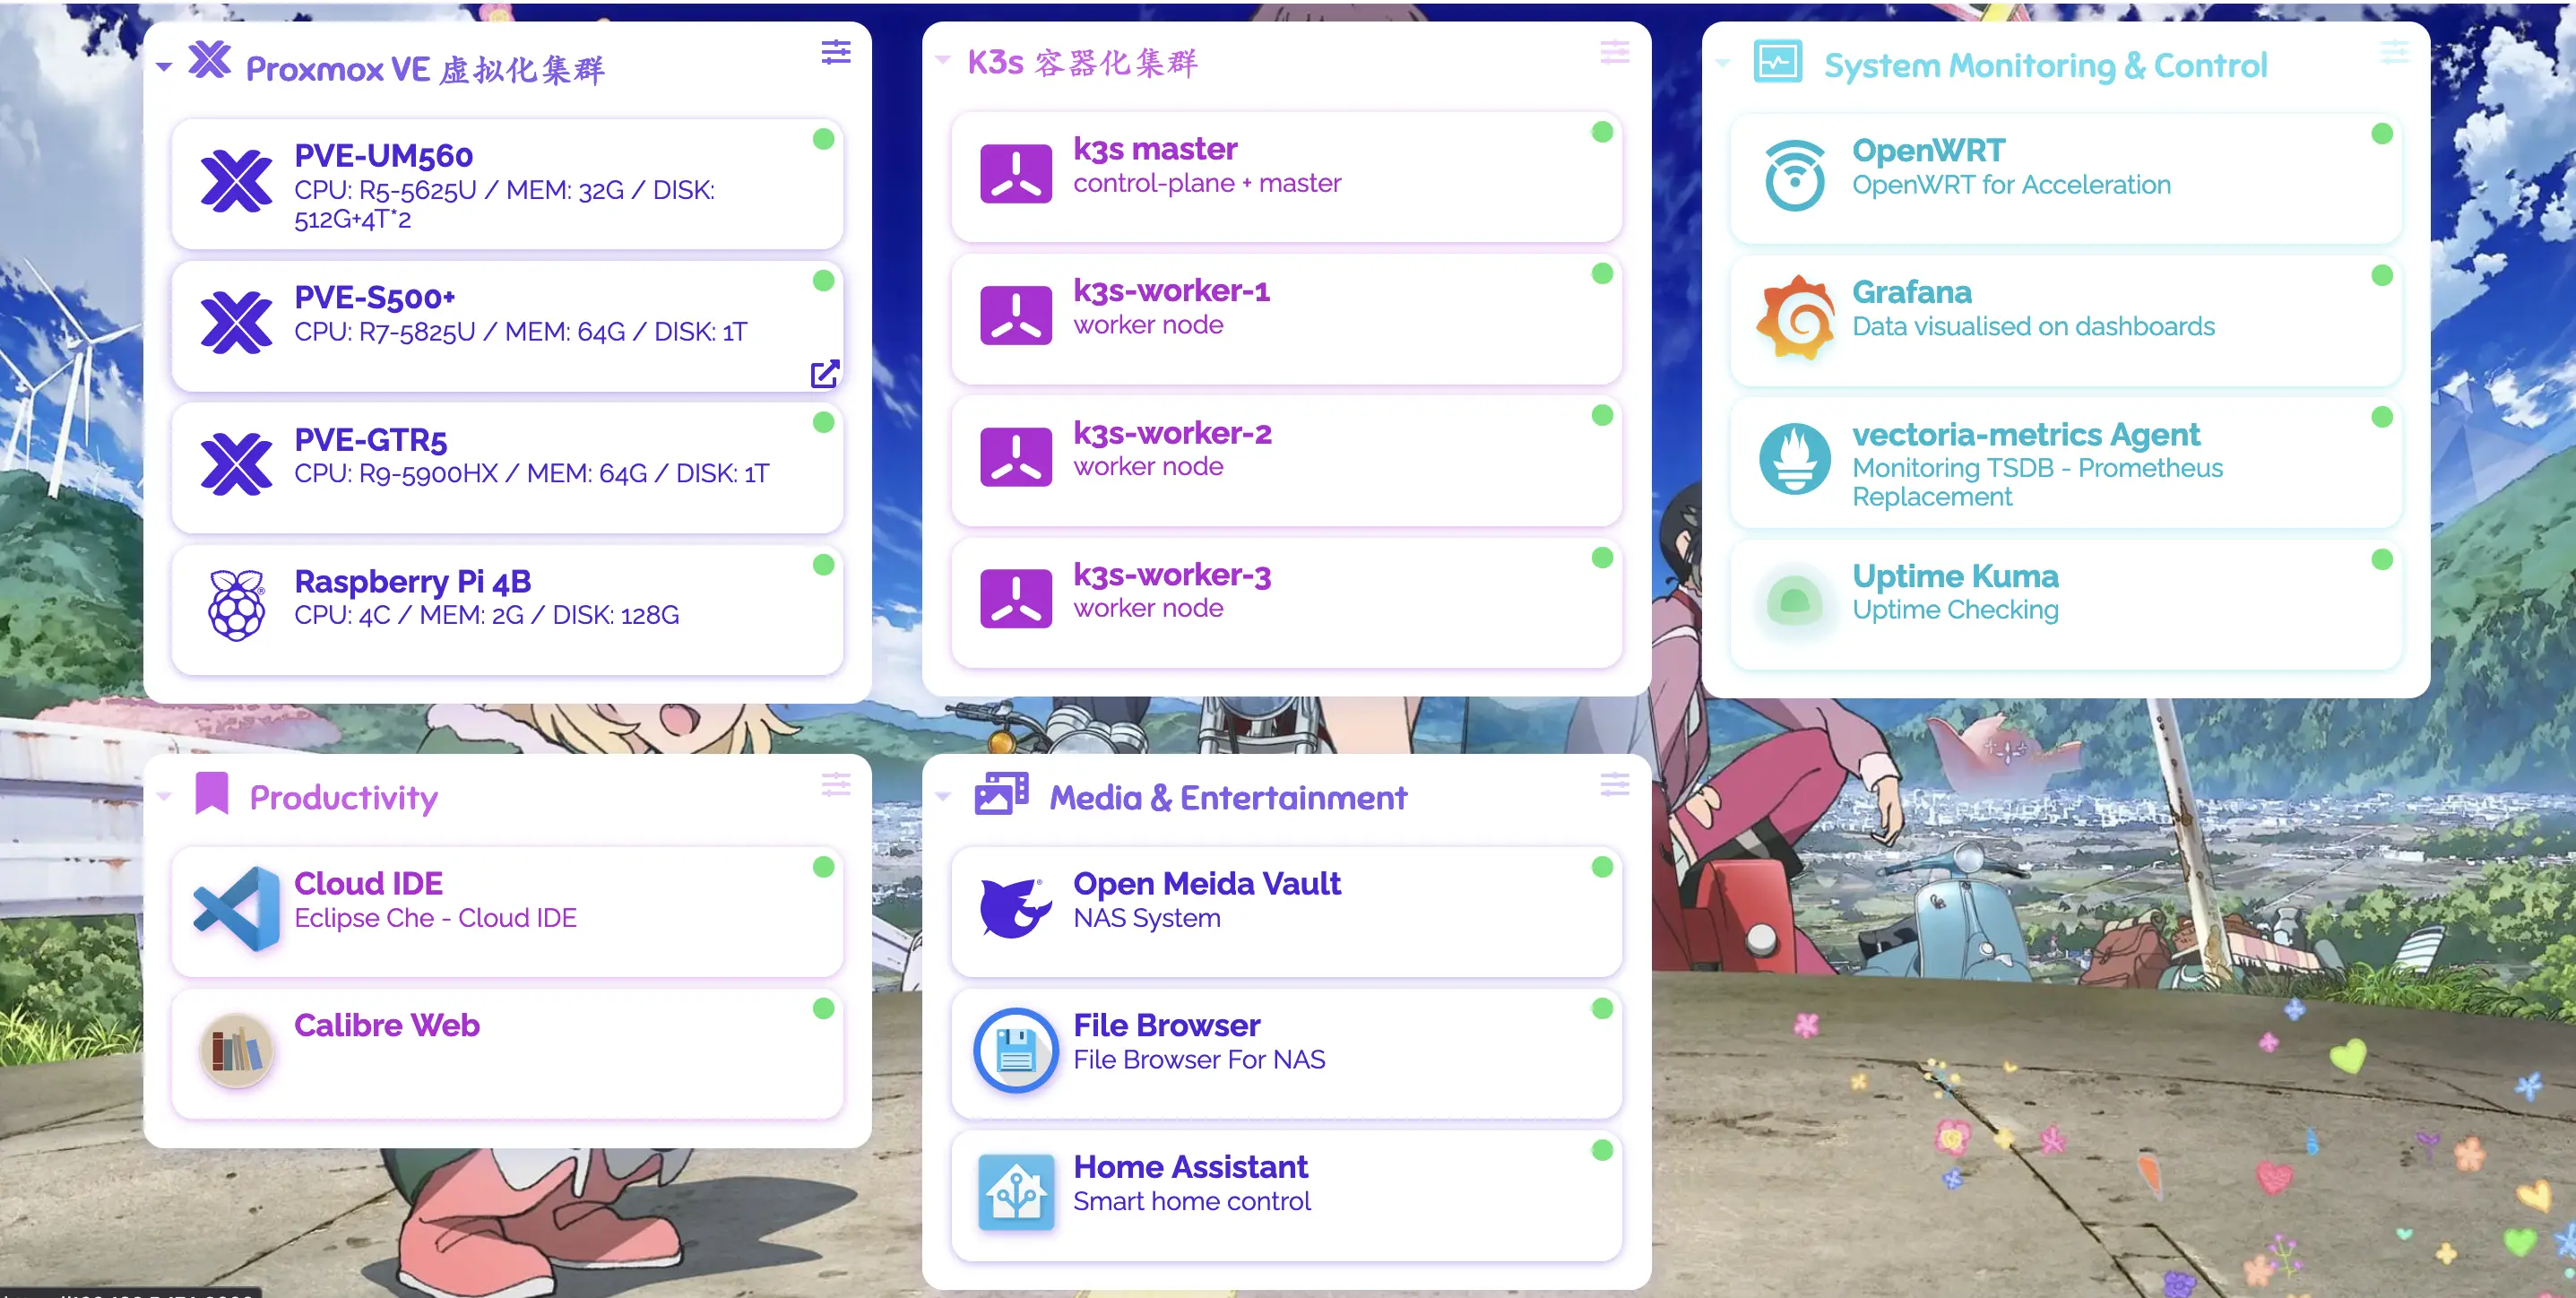 Proxmox VE 虚拟化集群
PVE-UM560
CPU: R5-5625U / MEM: 32G / DISK:
512G+4T*2
PVE-S500+
CPU: R7-5825U / MEM: 64G / DISK: 1T
PVE-GTR5
CPU: R9-5900HX / MEM: 64G / DISK: 1T
Raspberry Pi 4B
CPU: 4C / MEM: 2G / DISK: 128G
K3s 容器化集群
k3s master
control-plane + master
k3s-worker-1
worker node
k3s-worker-2
worker node
k3s-worker-3
worker node
System Monitoring & Control
OpenWRT
OpenWRT for Acceleration
Grafana
Data visualised on dashboards
vectoria-metrics Agent
Monitoring TSDB - Prometheus
Replacement
Uptime Kuma
Uptime Checking
Productivity
Cloud IDE
Eclipse Che - Cloud IDE
Calibre Web
Media & Entertainment
Open Meida Vault
NAS System
File Browser
File Browser For NAS
Home Assistant
Smart home control